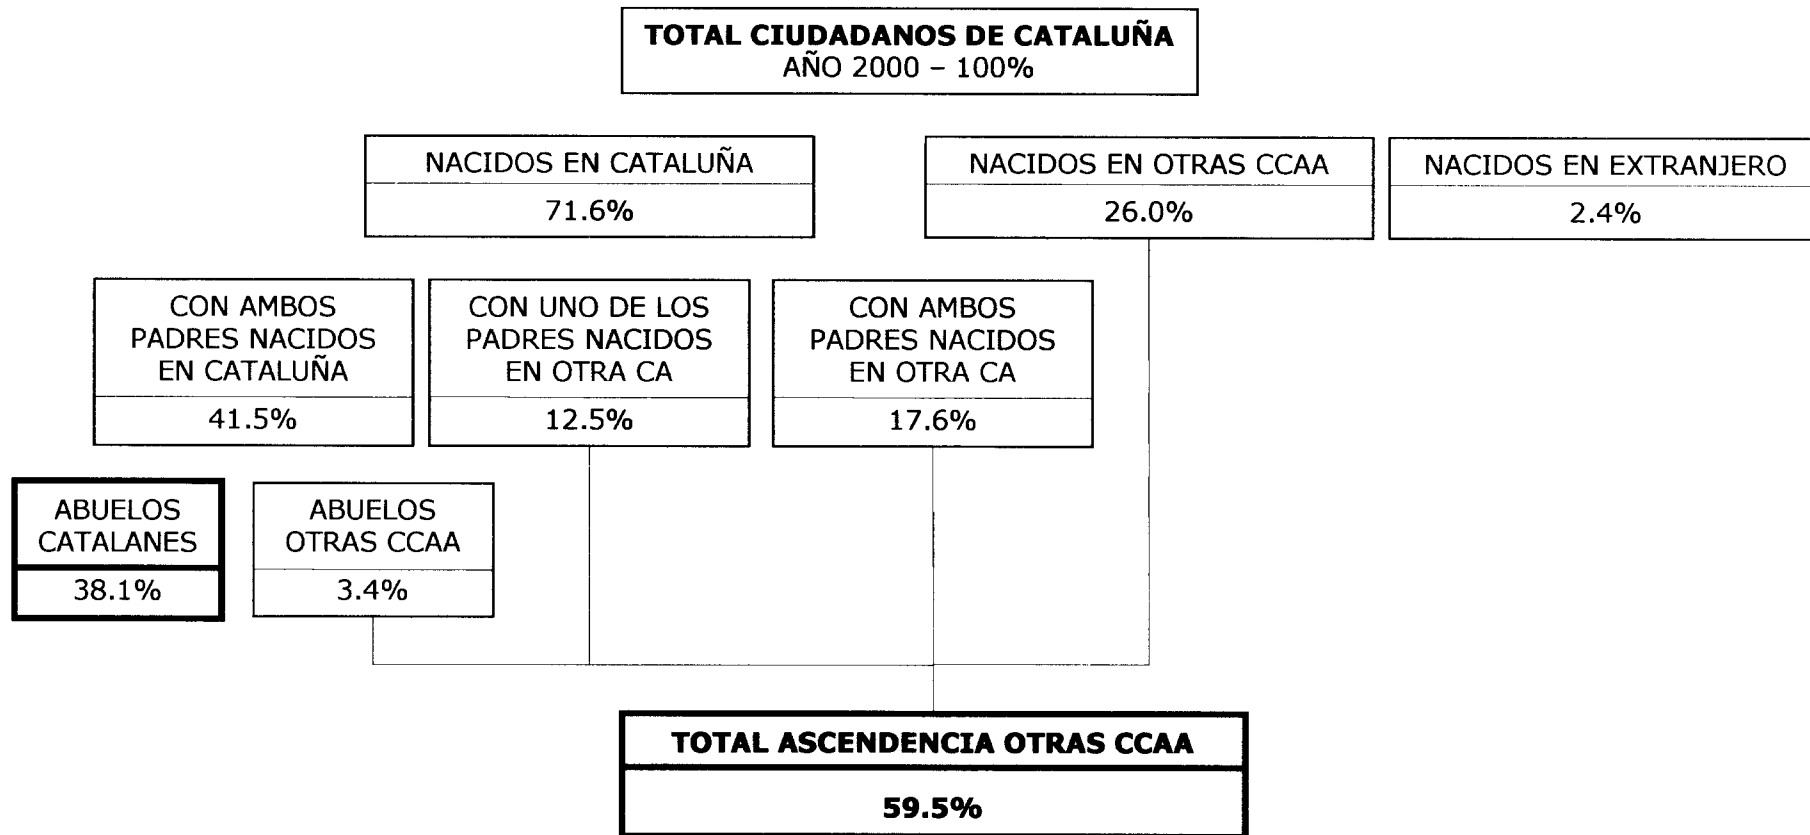 TOTAL CIUDADANOS DE CATALUÑA
AÑO 2000 – 100%
NACIDOS EN CATALUÑA
71.6%
NACIDOS EN OTRAS CCAA
26.0%
NACIDOS EN EXTRANJERO
2.4%
CON AMBOS
PADRES NACIDOS
EN CATALUÑA
41.5%
CON UNO DE LOS
PADRES NACIDOS
EN OTRA CA
12.5%
CON AMBOS
PADRES NACIDOS
EN OTRA CA
17.6%
ABUELOS
CATALANES
38.1%
ABUELOS
OTRAS CCAA
3.4%
TOTAL ASCENDENCIA OTRAS CCAA
59.5%